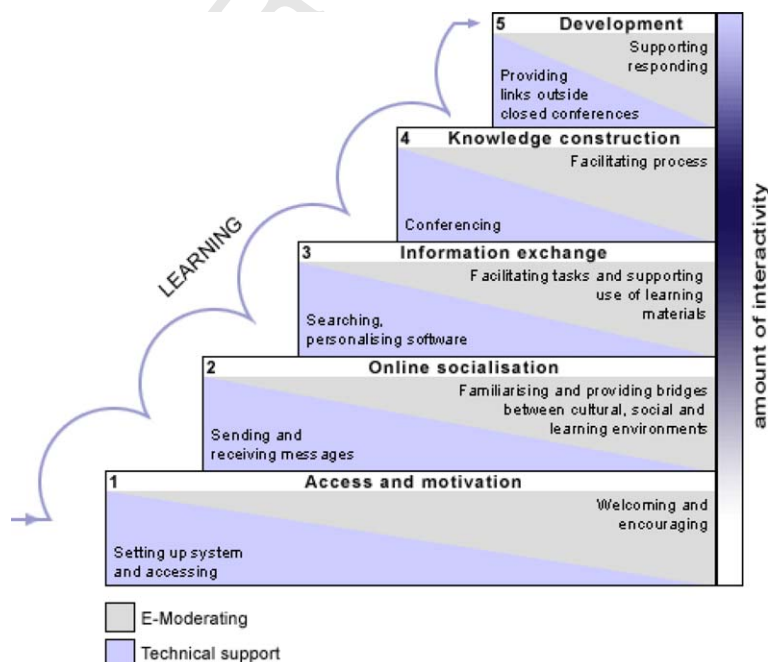 5 Development
Supporting
responding
Providing
links outside
closed conferences
4 Knowledge construction
Facilitating process
Conferencing
3 Information exchange
Facilitating tasks and supporting
use of learning
materials
Searching,
personalising software
2 Online socialisation
Familiarising and providing bridges
between cultural, social and
learning environments
Sending and
receiving messages
1 Access and motivation
Welcoming and
encouraging
Setting up system
and accessing
LEARNING
amount of interactivity
E-Moderating
Technical support